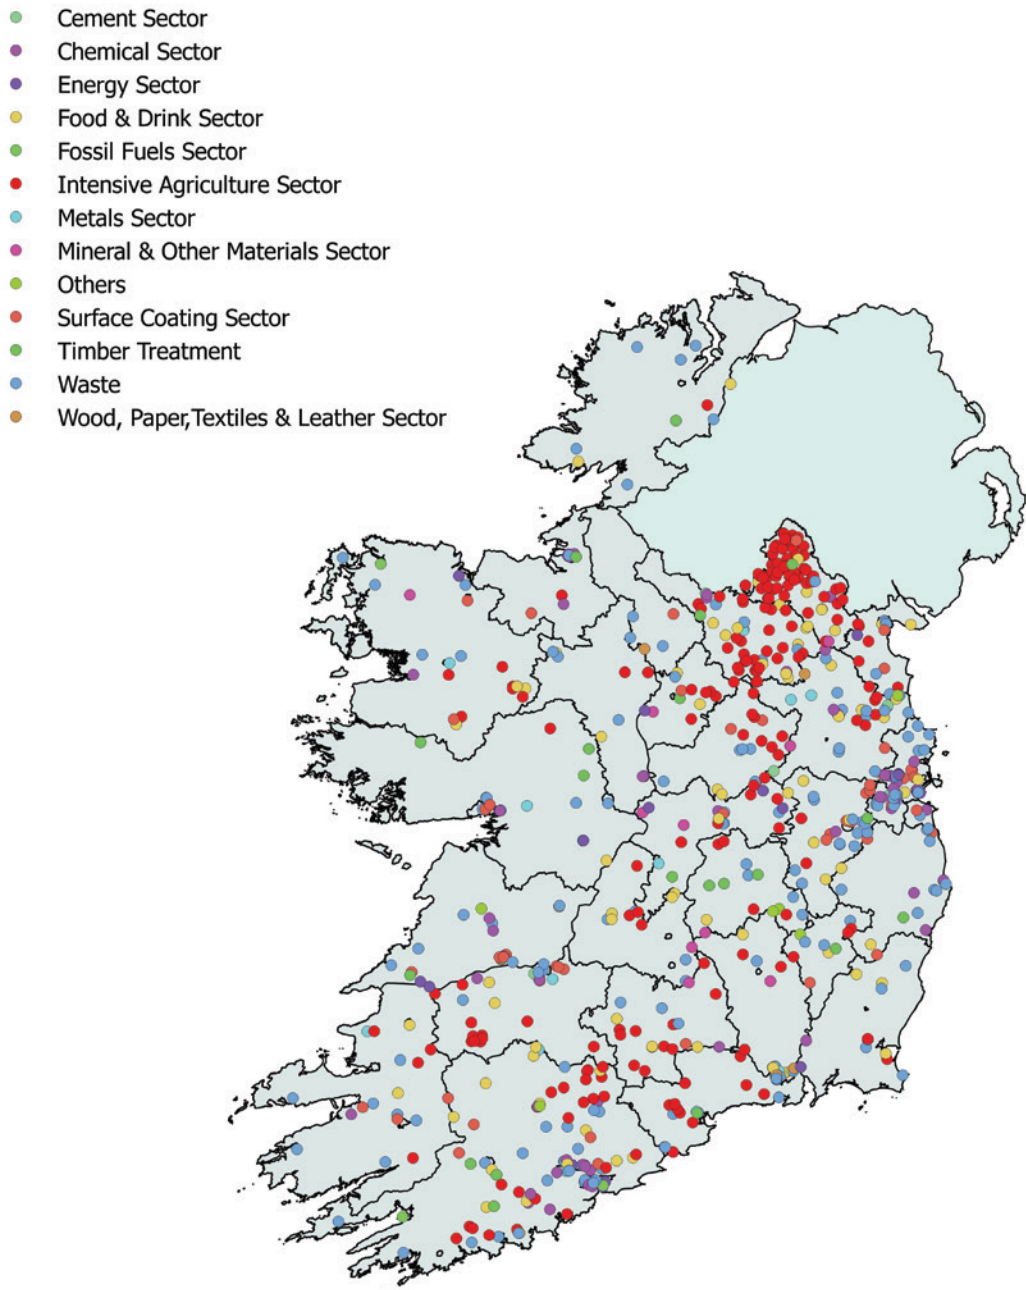 Cement Sector
Chemical Sector
Energy Sector
Food & Drink Sector
Fossil Fuels Sector
Intensive Agriculture Sector
Metals Sector
Mineral & Other Materials Sector
Others
Surface Coating Sector
Timber Treatment
Waste
Wood, Paper,Textiles & Leather Sector